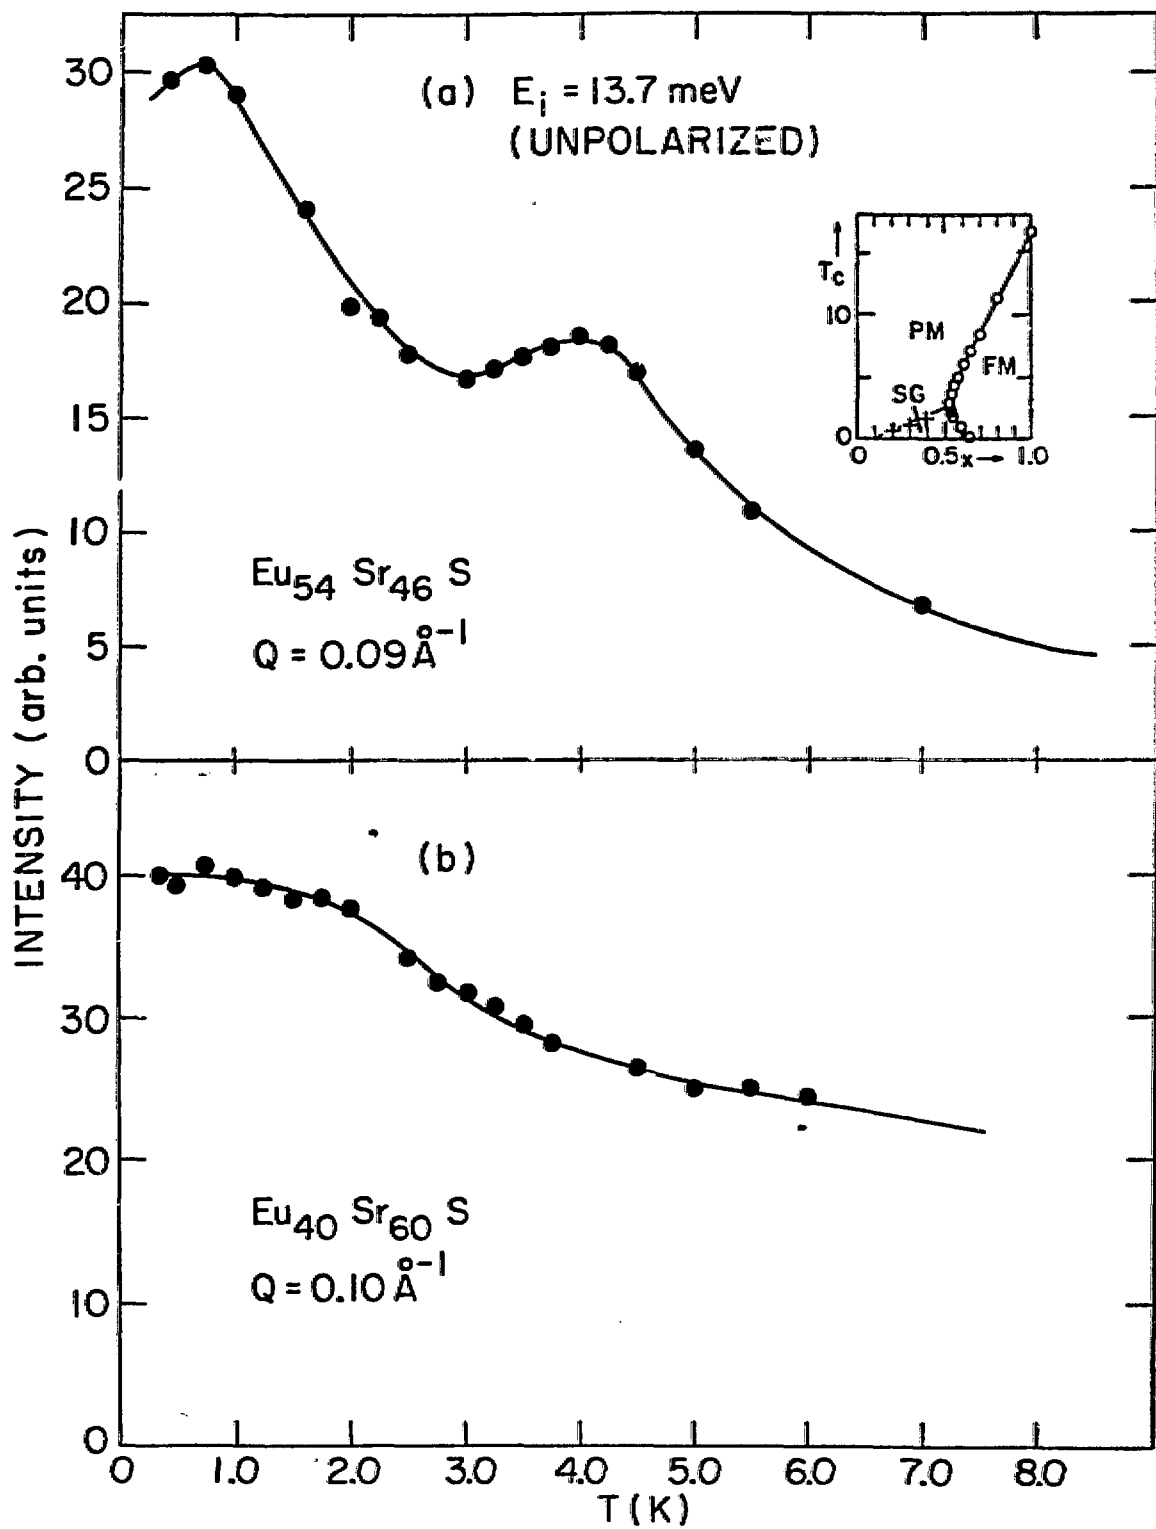 30
25
20
15
10
5
0
(a) E_i = 13.7 meV
(UNPOLARIZED)
Eu54 Sr46 S
Q = 0.09 Å⁻¹
Tc
10
0
PM
FM
SG
0 0.5 x→ 1.0
INTENSITY (arb. units)
(b)
40
30
20
10
0
Eu40 Sr60 S
Q = 0.10 Å⁻¹
0 1.0 2.0 3.0 4.0 5.0 6.0 7.0 8.0
T (K)